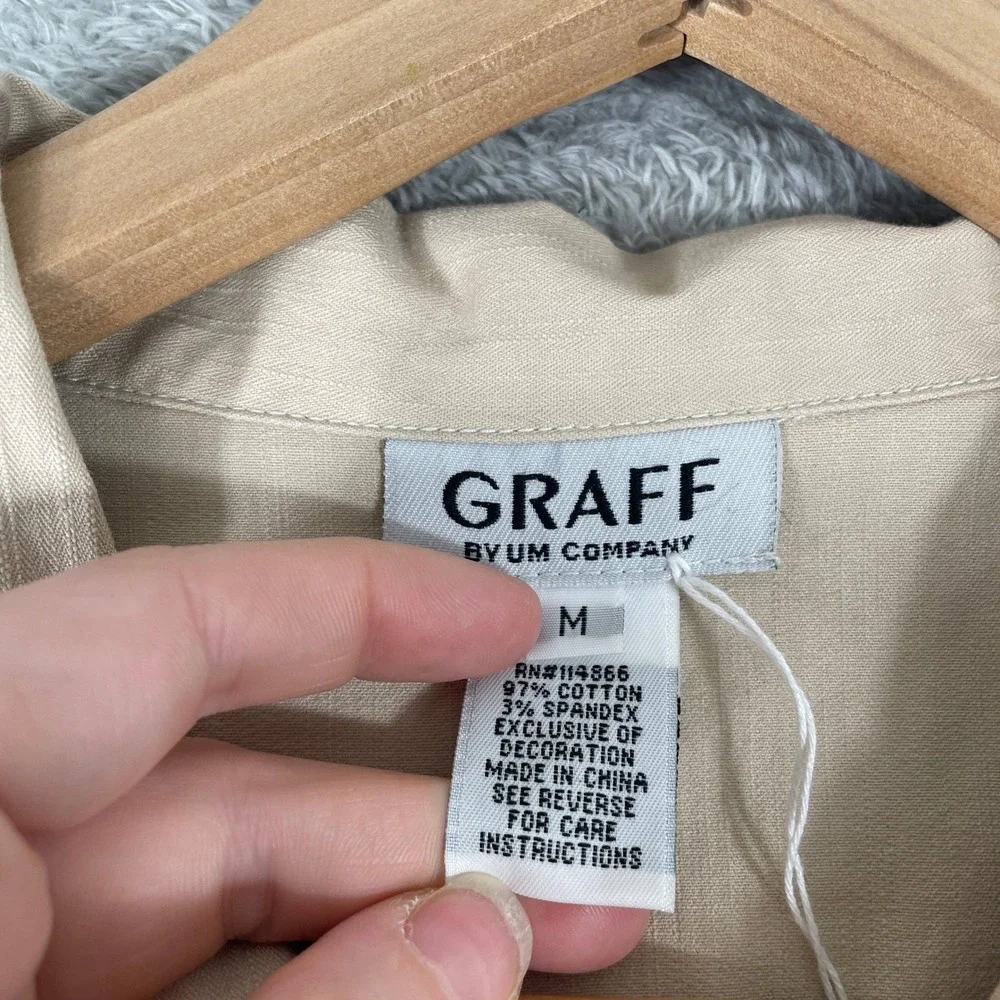 GRAFF
BY UM COMPANY
M
RN#114866
97% COTTON
3% SPANDEX
EXCLUSIVE OF
DECORATION
MADE IN CHINA
SEE REVERSE
FOR CARE
INSTRUCTIONS